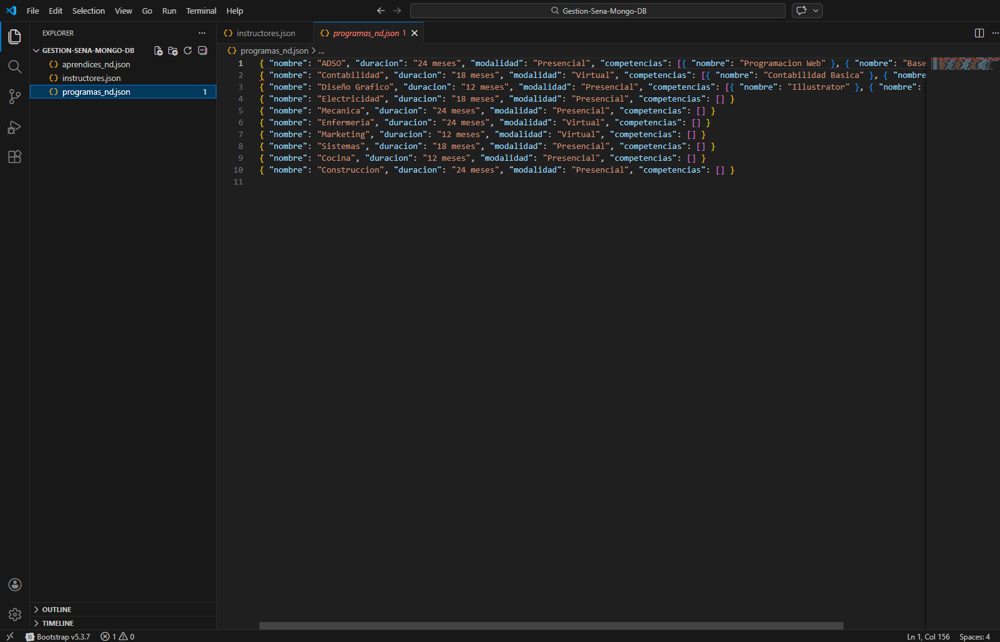 File Edit Selection View Go Run Terminal Help
Gestion-Sena-Mongo-DB
EXPLORER
GESTION-SENA-MONGO-DB
aprendices_nd.json
instructores.json
programas_nd.json 1
instructores.json
programas_nd.json 1
programas_nd.json > ...
1 { "nombre": "ADSO", "duracion": "24 meses", "modalidad": "Presencial", "competencias": [{ "nombre": "Programacion Web" }, { "nombre": "Base
2 { "nombre": "Contabilidad", "duracion": "18 meses", "modalidad": "Virtual", "competencias": [{ "nombre": "Contabilidad Basica" }, { "nombre
3 { "nombre": "Diseño Grafico", "duracion": "12 meses", "modalidad": "Presencial", "competencias": [{ "nombre": "Illustrator" }, { "nombre":
4 { "nombre": "Electricidad", "duracion": "18 meses", "modalidad": "Presencial", "competencias": [] }
5 { "nombre": "Mecanica", "duracion": "24 meses", "modalidad": "Presencial", "competencias": [] }
6 { "nombre": "Enfermeria", "duracion": "24 meses", "modalidad": "Virtual", "competencias": [] }
7 { "nombre": "Marketing", "duracion": "12 meses", "modalidad": "Virtual", "competencias": [] }
8 { "nombre": "Sistemas", "duracion": "18 meses", "modalidad": "Presencial", "competencias": [] }
9 { "nombre": "Cocina", "duracion": "12 meses", "modalidad": "Presencial", "competencias": [] }
10 { "nombre": "Construccion", "duracion": "24 meses", "modalidad": "Presencial", "competencias": [] }
11
OUTLINE
TIMELINE
B Bootstrap v5.3.7 1 0
Ln 1, Col 156 Spaces: 4